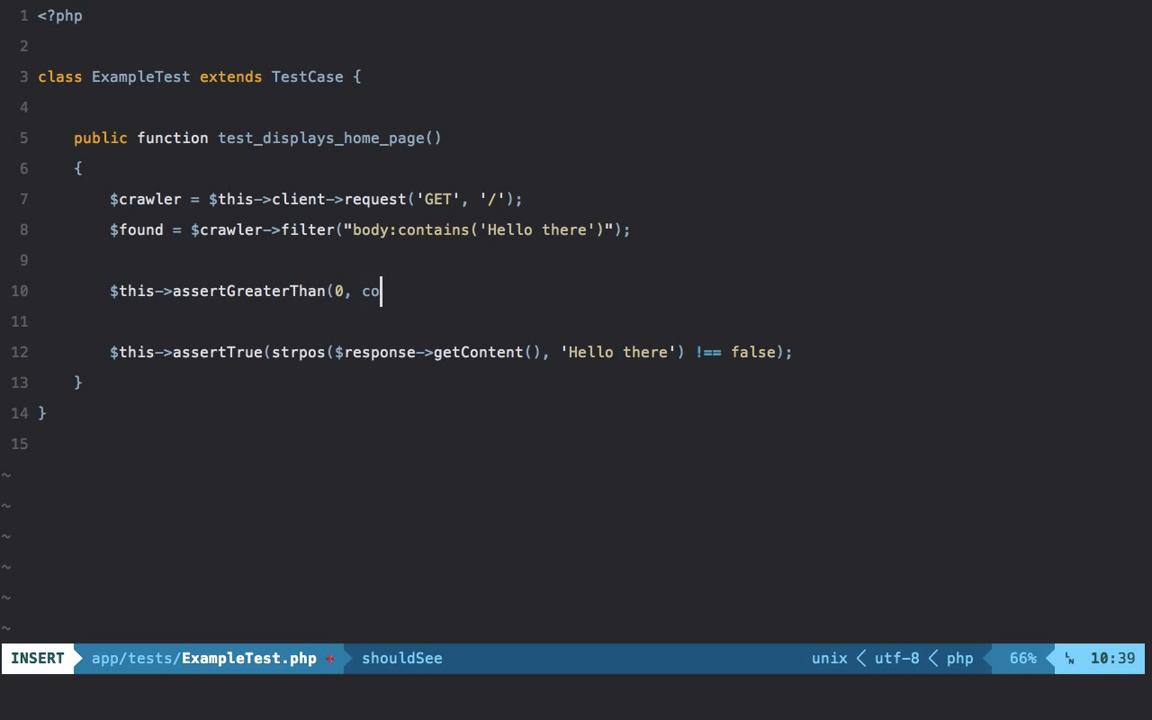 1 <?php
2
3 class ExampleTest extends TestCase {
4
5     public function test_displays_home_page()
6     {
7         $crawler = $this->client->request('GET', '/');
8         $found = $crawler->filter("body:contains('Hello there')");
9
10         $this->assertGreaterThan(0, co
11
12         $this->assertTrue(strpos($response->getContent(), 'Hello there') !== false);
13     }
14 }
15
~
~
~
~
~
~
INSERT app/tests/ExampleTest.php shouldSee unix < utf-8 < php 66% LN 10:39